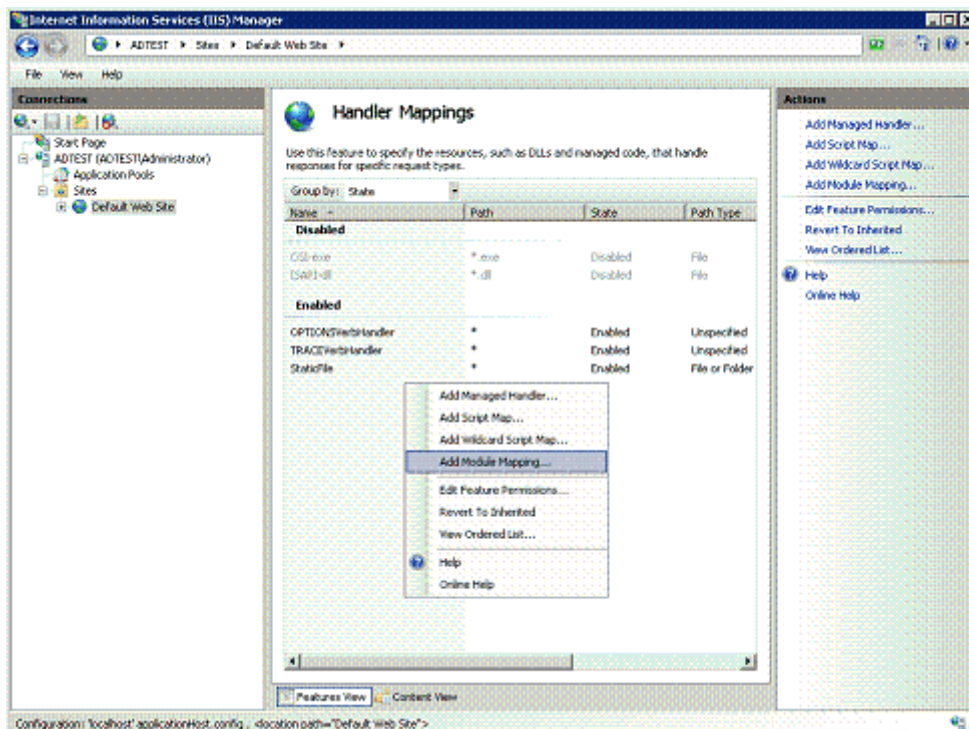 Internet Information Services (IIS) Manager
ADTEST Sites Default Web Site
File View Help
Connections
Start Page
ADTEST (ADTEST\Administrator)
Application Pools
Sites
Default Web Site
Handler Mappings
Use this feature to specify the resources, such as DLLs and managed code, that handle
responses for specific request types.
Group by: State
Name Path State Path Type
Disabled
CGI-exe *.exe Disabled File
ISAPI-dll *.dll Disabled File
Enabled
OPTIONSVerbHandler * Enabled Unspecified
TRACEVerbHandler * Enabled Unspecified
StaticFile * Enabled File or Folder
Add Managed Handler...
Add Script Map...
Add Wildcard Script Map...
Add Module Mapping...
Edit Feature Permissions...
Revert To Inherited
View Ordered List...
Help
Online Help
Features View Content View
Actions
Add Managed Handler...
Add Script Map...
Add Wildcard Script Map...
Add Module Mapping...
Edit Feature Permissions...
Revert To Inherited
View Ordered List...
Help
Online Help
Configuration: 'localhost' applicationHost.config , <location path="Default Web Site">